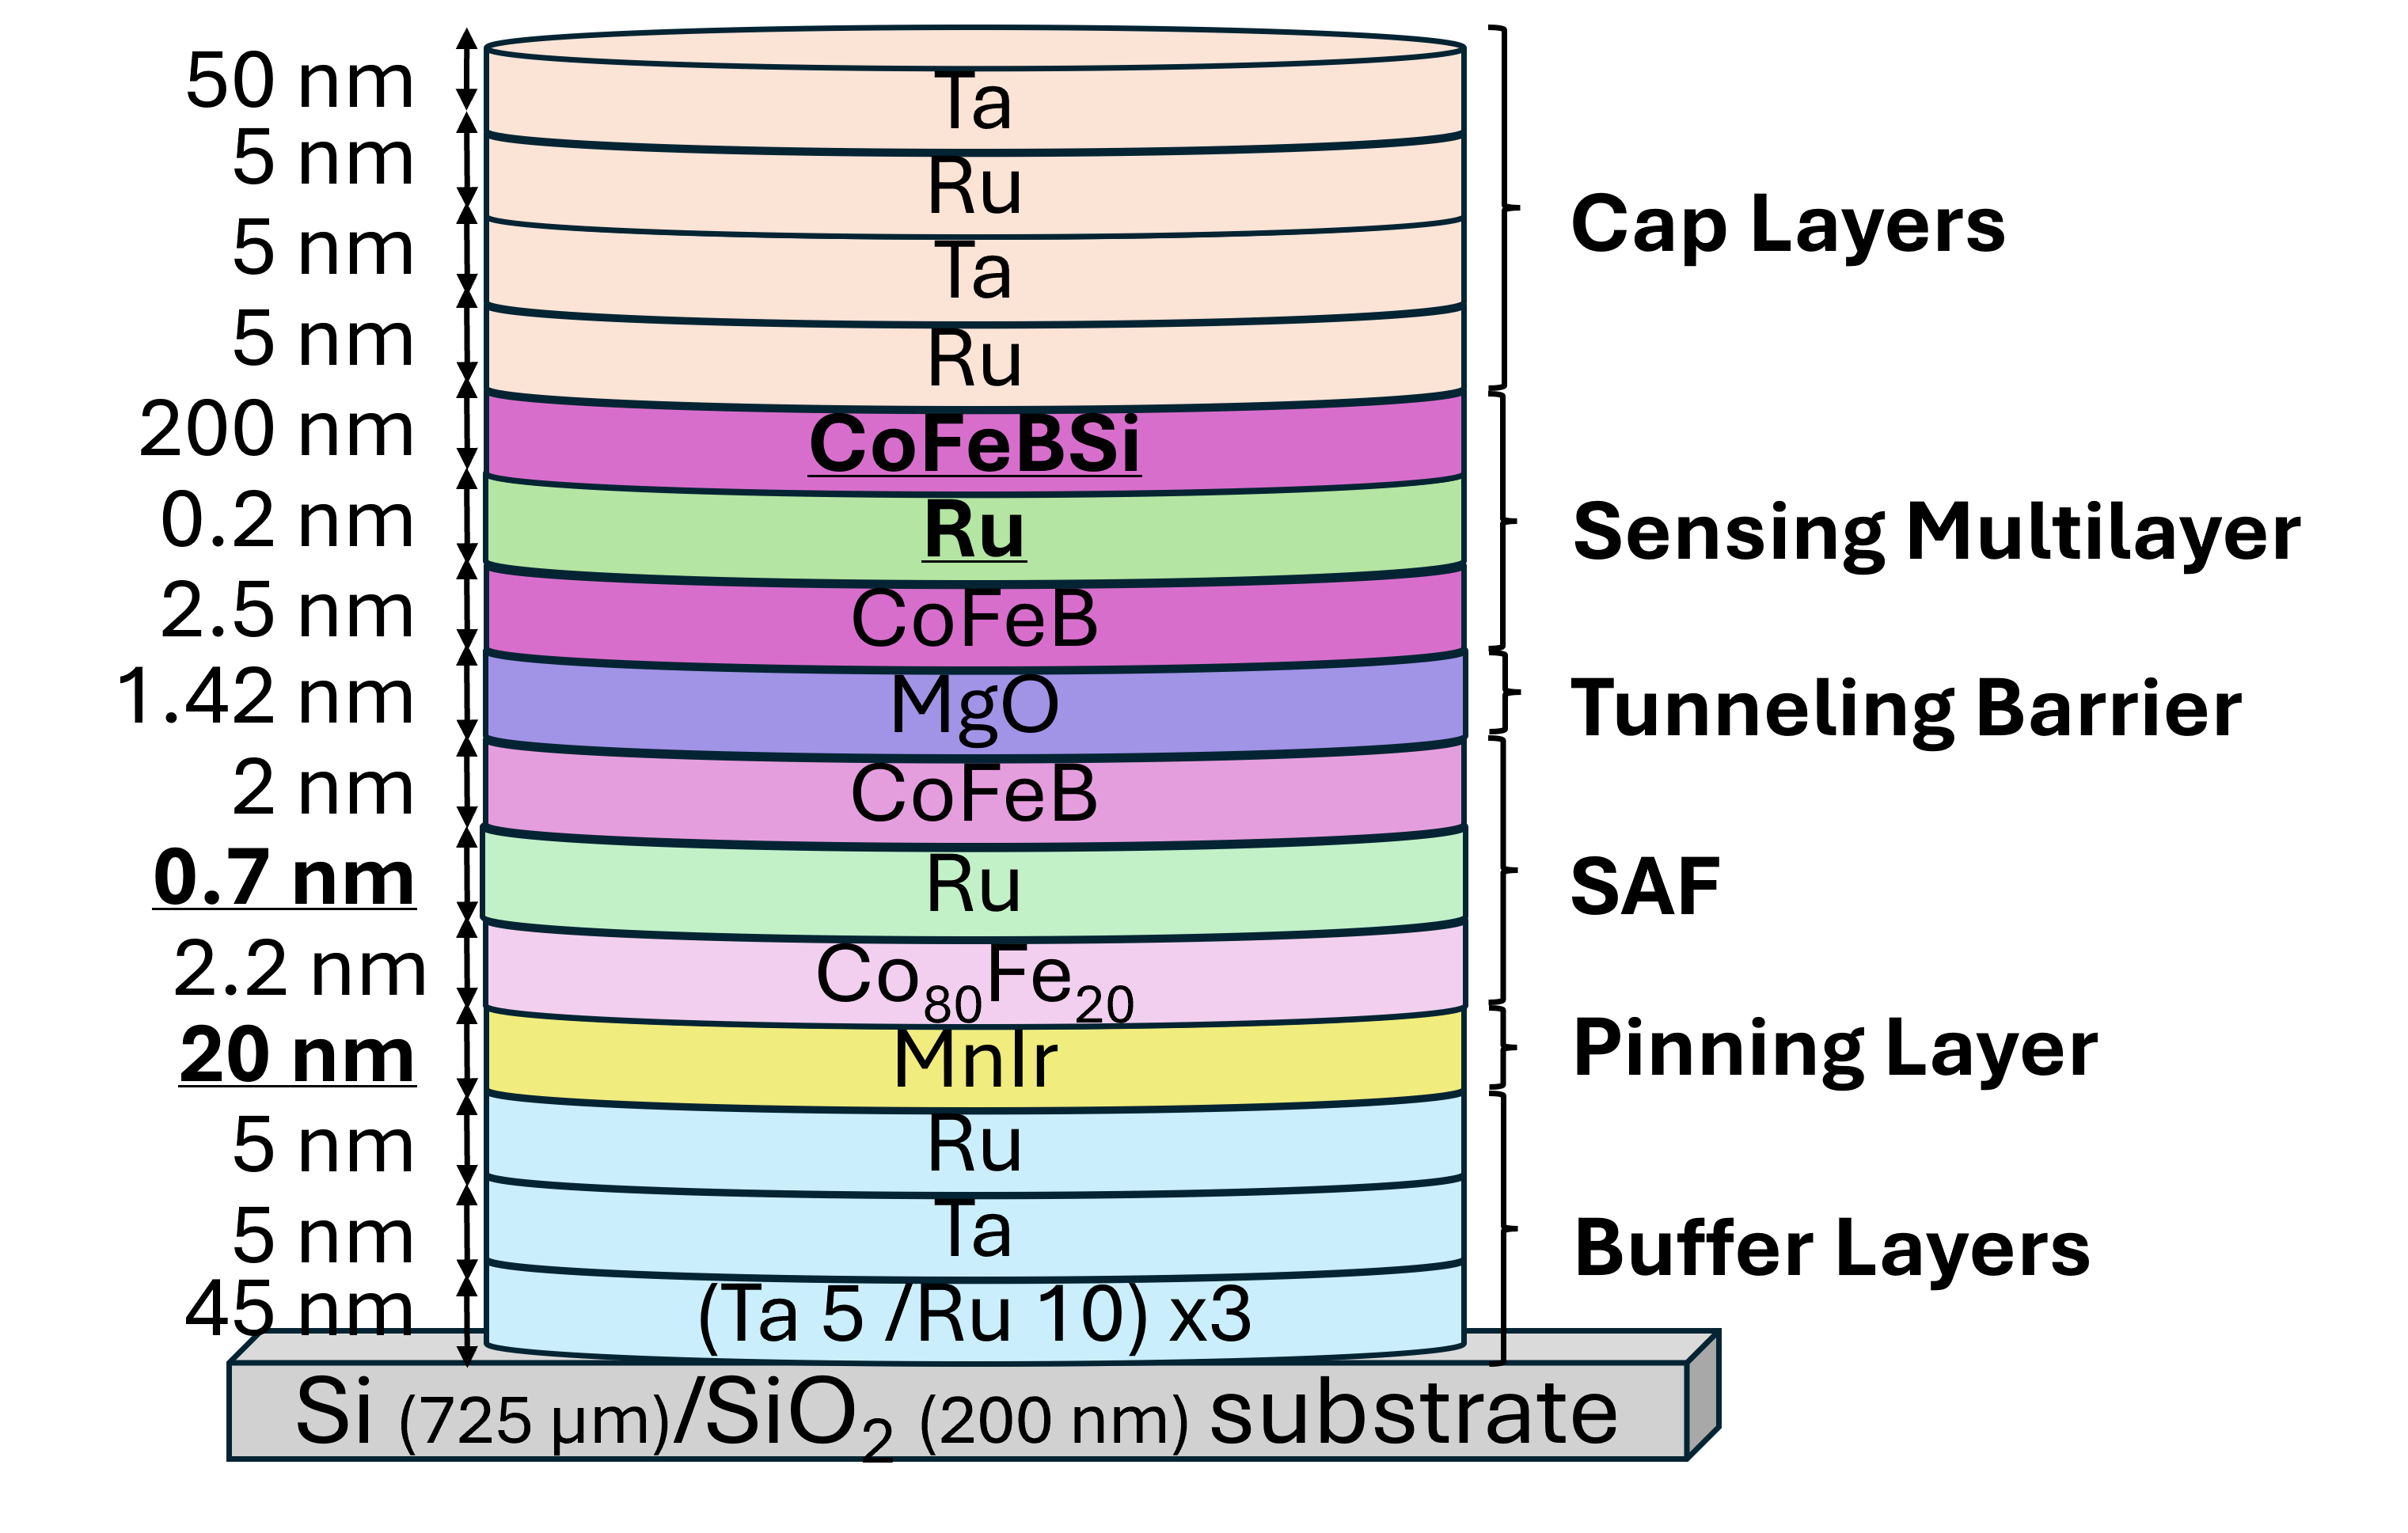 50 nm
Ta
5 nm
Ru
Cap Layers
5 nm
Ta
5 nm
Ru
200 nm
CoFeBSi
0.2 nm
Ru
Sensing Multilayer
2.5 nm
CoFeB
1.42 nm
MgO
Tunneling Barrier
2 nm
CoFeB
0.7 nm
Ru
SAF
2.2 nm
Co₈₀Fe₂₀
20 nm
MnIr
Pinning Layer
5 nm
Ru
5 nm
Ta
Buffer Layers
45 nm
(Ta 5 /Ru 10) x3
Si (725 µm)/SiO₂ (200 nm) substrate